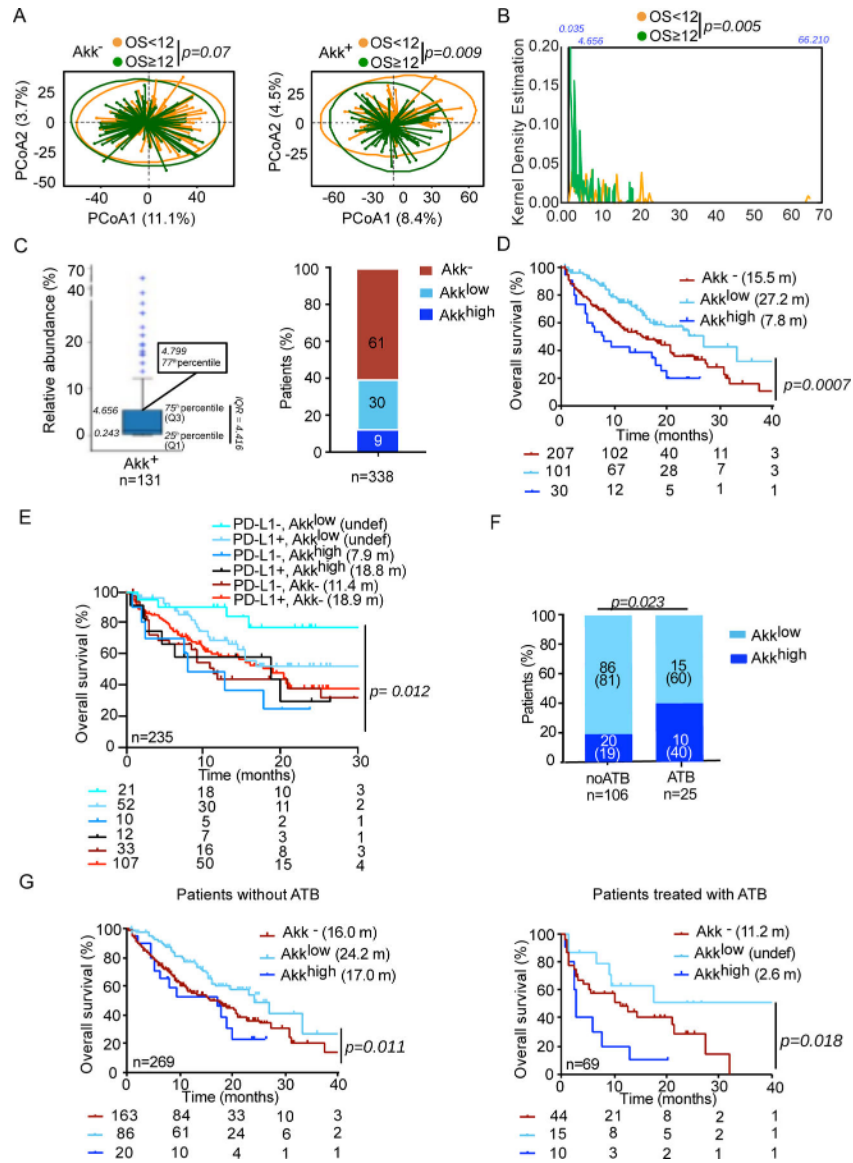 A
Akk-
OS<12
OS≥12
p=0.07
PCoA2 (3.7%)
25
0
-25
-50
-40
0
40
PCoA1 (11.1%)
Akk+
OS<12
OS≥12
p=0.009
PCoA2 (4.5%)
25
0
-25
-60
-30
0
30
60
PCoA1 (8.4%)
B
OS<12
OS≥12
p=0.005
0.035
4.656
66.210
Kernel Density Estimation
0.20
0.15
0.10
0.05
0.00
0.00
10
20
30
40
50
60
70
C
Relative abundance (%)
70
40
20
10
0
4.799
77th percentile
4.656
75th percentile
(Q3)
0.243
25th percentile
(Q1)
IQR = 4.416
Akk+
n=131
Akk-
Akklow
Akkhigh
Patients (%)
100
80
60
40
20
0
61
30
9
n=338
D
Akk - (15.5 m)
Akklow (27.2 m)
Akkhigh (7.8 m)
Overall survival (%)
100
80
60
40
20
0
10
20
30
40
p=0.0007
Time (months)
207 102 40 11 3
101 67 28 7 3
30 12 5 1 1
E
PD-L1-, Akklow (undef)
PD-L1+, Akklow (undef)
PD-L1-, Akkhigh (7.9 m)
PD-L1+, Akkhigh (18.8 m)
PD-L1-, Akk- (11.4 m)
PD-L1+, Akk- (18.9 m)
Overall survival (%)
100
80
60
40
20
p= 0.012
n=235
0
10
20
30
Time (months)
21 18 10 3
52 30 11 2
10 5 2 1
12 7 3 1
33 16 8 3
107 50 15 4
F
p=0.023
Akklow
Akkhigh
Patients (%)
100
80
60
40
20
0
86
(81)
20
(19)
15
(60)
10
(40)
noATB
n=106
ATB
n=25
G
Patients without ATB
Akk - (16.0 m)
Akklow (24.2 m)
Akkhigh (17.0 m)
Overall survival (%)
100
80
60
40
20
n=269
p=0.011
0
10
20
30
40
Time (months)
163 84 33 10 3
86 61 24 6 2
20 10 4 1 1
Patients treated with ATB
Akk - (11.2 m)
Akklow (undef)
Akkhigh (2.6 m)
Overall survival (%)
100
80
60
40
20
n=69
p=0.018
0
10
20
30
40
Time (months)
44 21 8 2 1
15 8 5 2 1
10 3 2 1 1